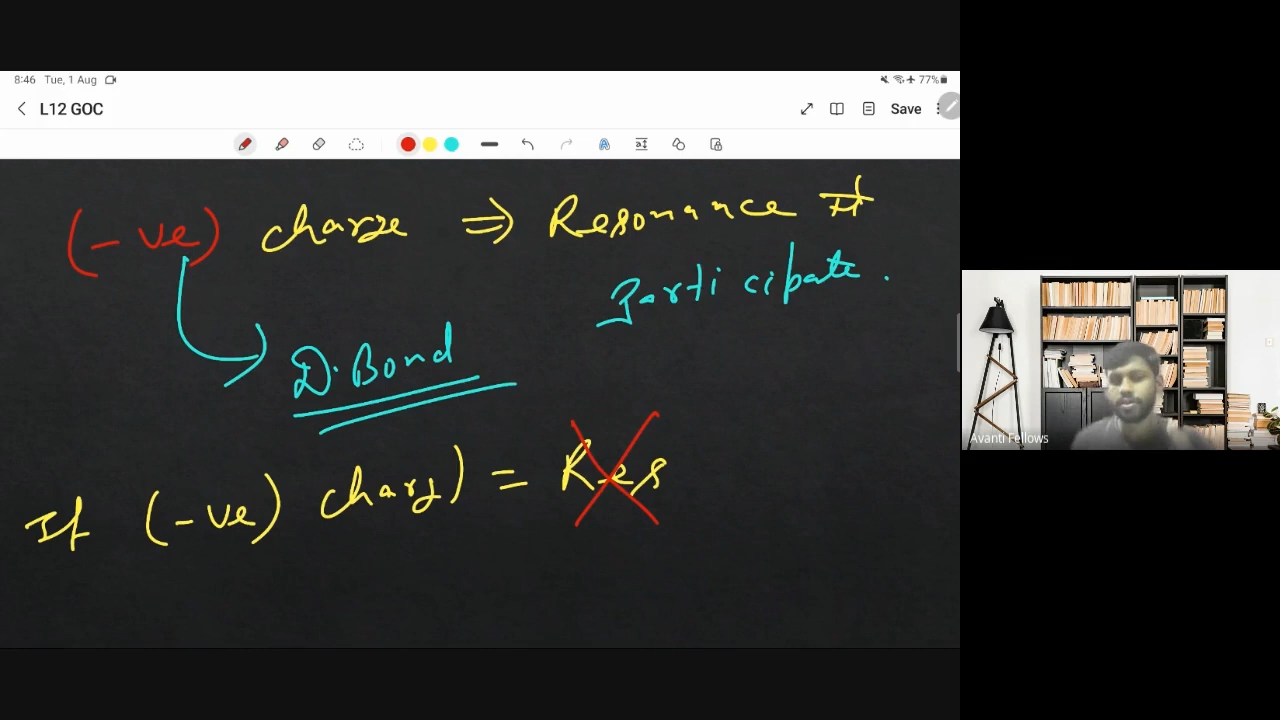 8:46 Tue, 1 Aug 77%
L12 GOC Save
(-ve) charge ⇒ Resonance में
Participate.
D.Bond
If (-ve) charg) = Res
Avanti Fellows